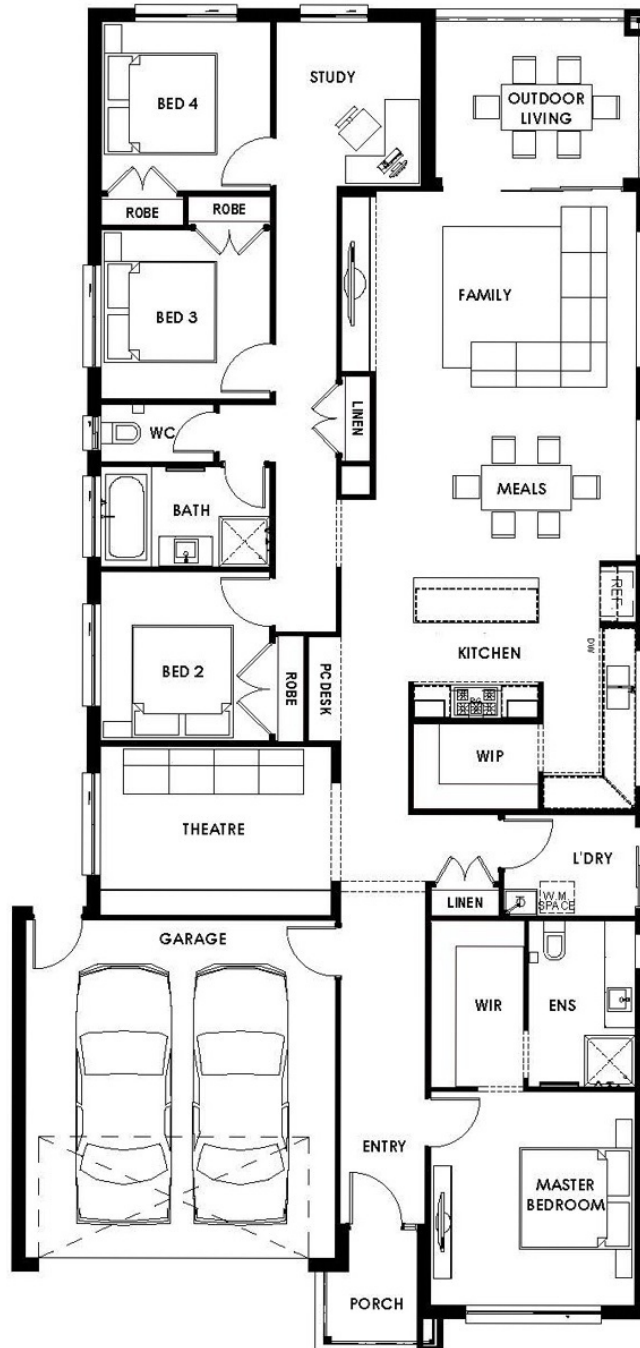 BED 4
STUDY
OUTDOOR
LIVING
ROBE
ROBE
FAMILY
BED 3
LINEN
WC
MEALS
BATH
REF.
DW
KITCHEN
BED 2
ROBE
PC DESK
WIP
THEATRE
L'DRY
LINEN
W.M.
SPACE
GARAGE
WIR
ENS
ENTRY
MASTER
BEDROOM
PORCH